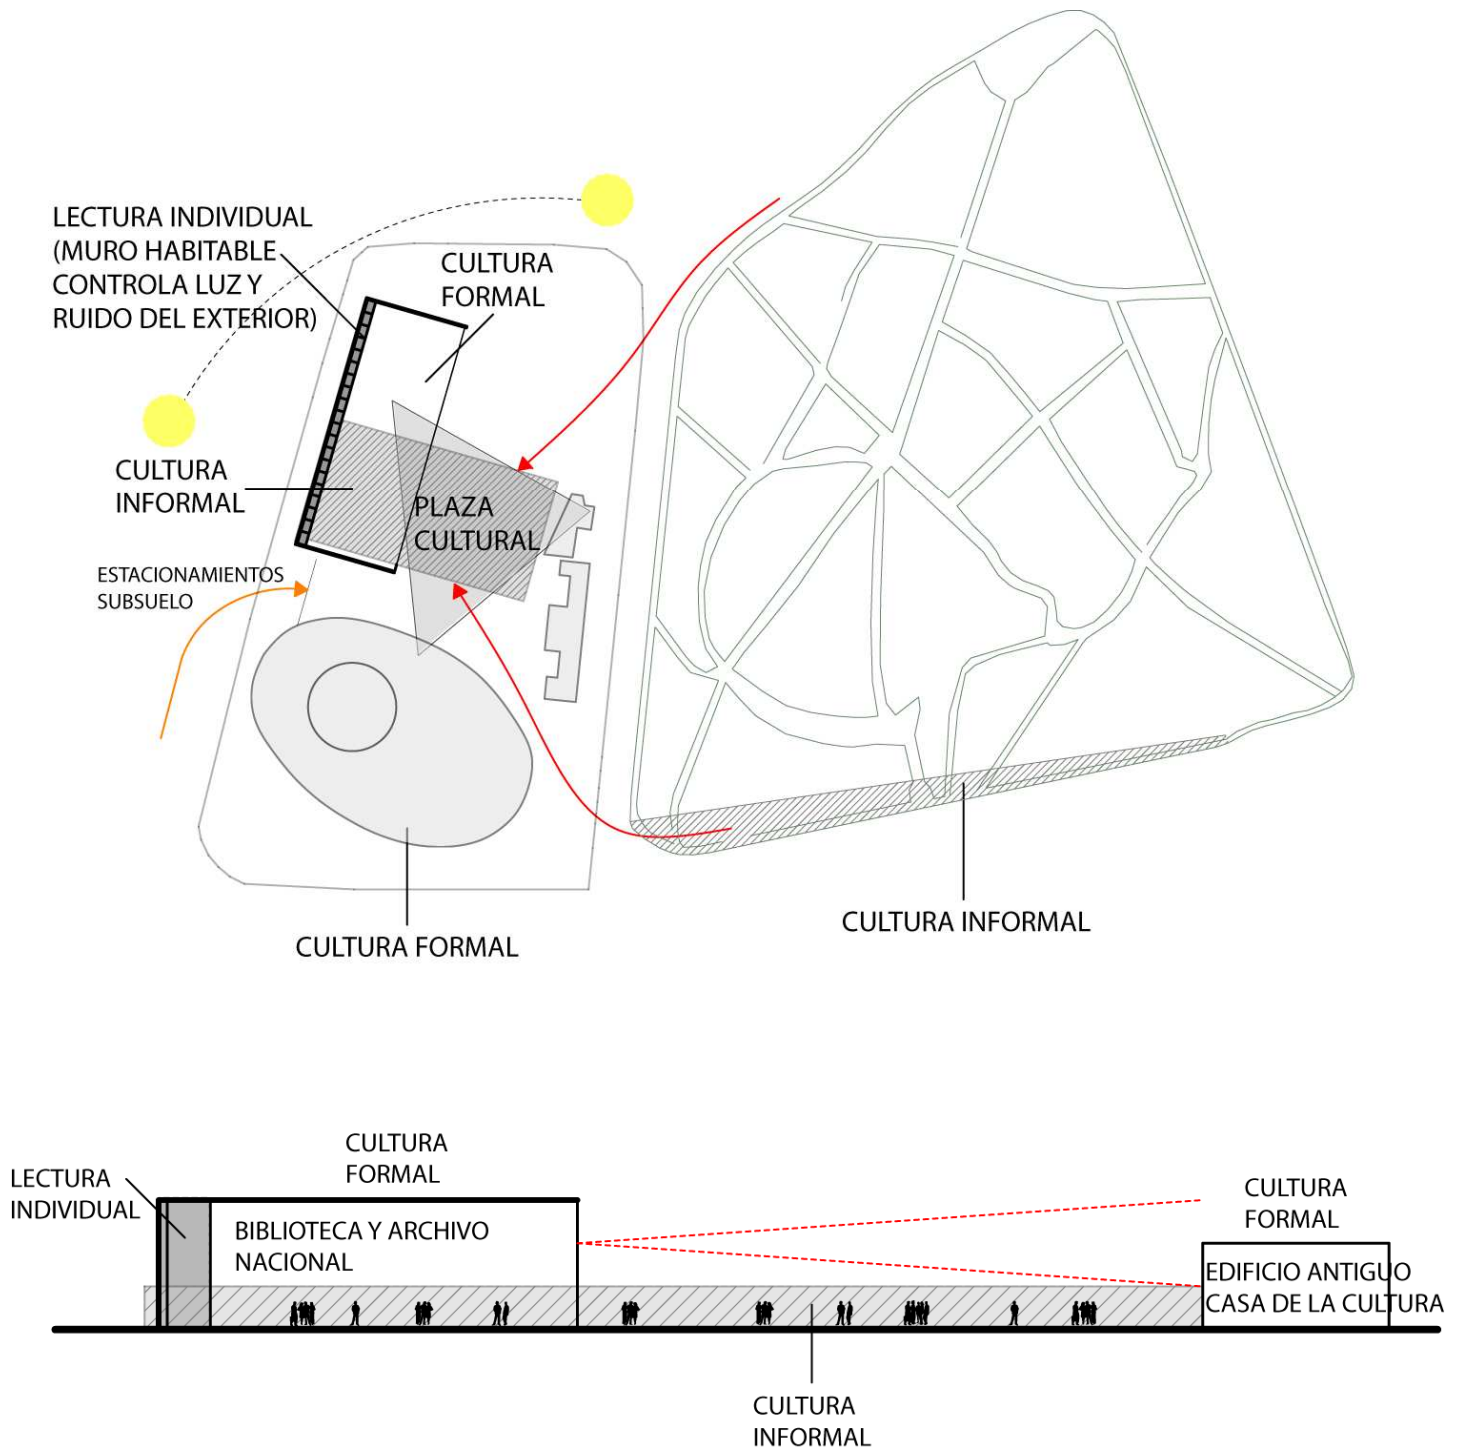 LECTURA INDIVIDUAL
(MURO HABITABLE
CONTROLA LUZ Y
RUIDO DEL EXTERIOR)
CULTURA
FORMAL
CULTURA
INFORMAL
PLAZA
CULTURAL
ESTACIONAMIENTOS
SUBSUELO
CULTURA INFORMAL
CULTURA FORMAL
CULTURA
FORMAL
LECTURA
INDIVIDUAL
BIBLIOTECA Y ARCHIVO
NACIONAL
CULTURA
FORMAL
EDIFICIO ANTIGUO
CASA DE LA CULTURA
CULTURA
INFORMAL